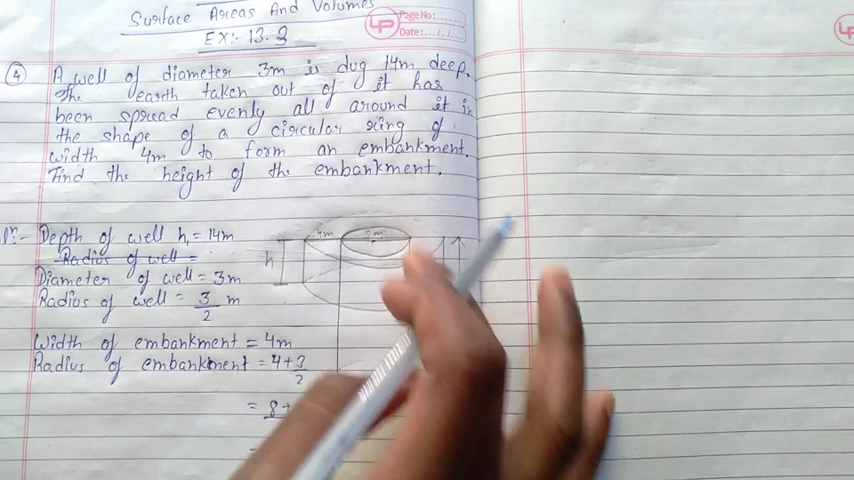 Surface Areas And Volumes
Ex:- 13.3
LP Page No:
Date
LP
4 A well of diameter 3m is dug 14m deep.
The earth taken out of it has
been spread evenly all around it in
the shape of a circular ring of
width 4m to form an embankment.
Find the height of the embankment.
Depth of well h₁ = 14m
Radius of well =
Diameter of well = 3m
Radius of well = 3/2 m
Width of embankment = 4m
Radius of embankment = 4+3/2
= 8+
4m
h